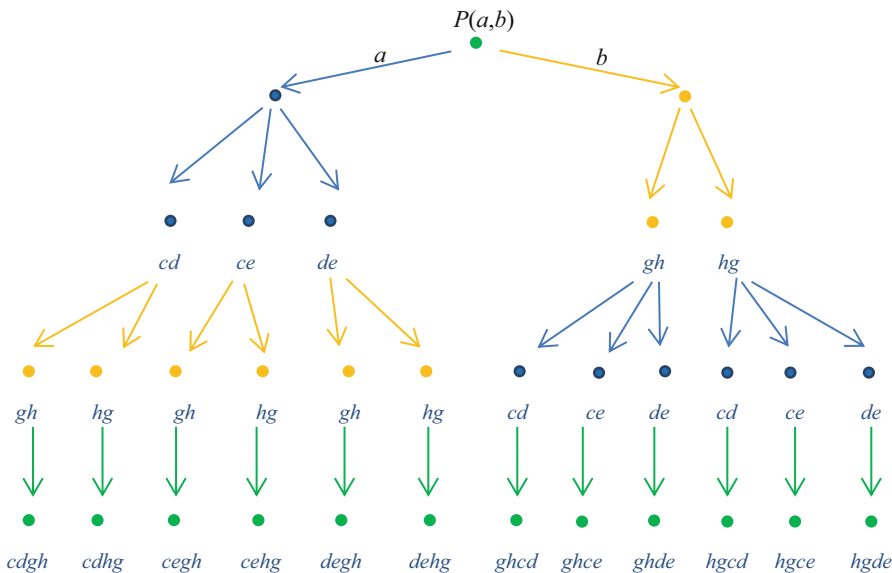 P(a,b)
a b
cd ce de gh hg
gh hg gh hg gh hg cd ce de cd ce de
cdgh cdhg cegh cehg degh dehg ghcd ghce ghde hgcd hgce hgde